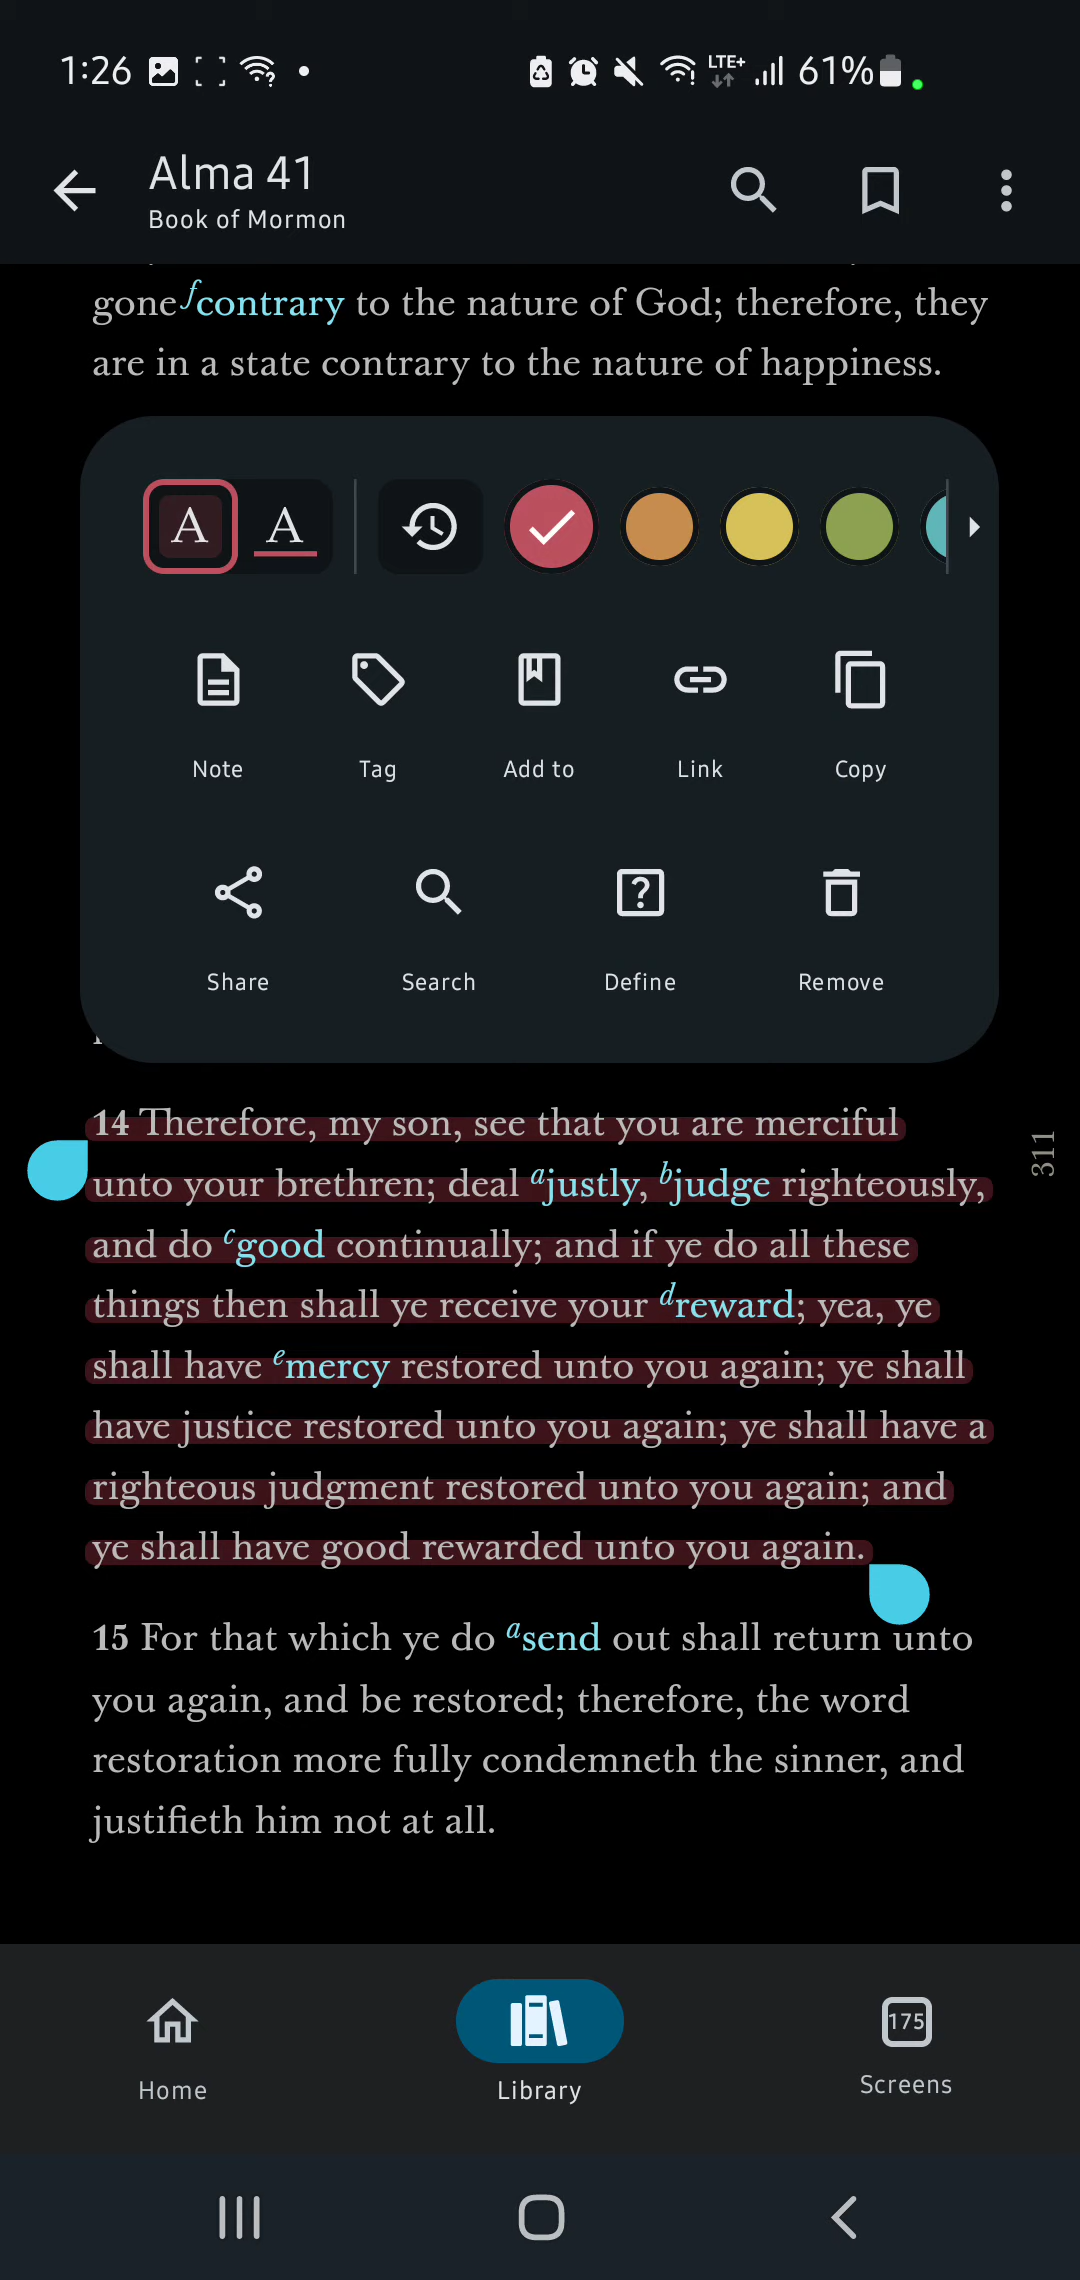 1:26 LTE+ 61%
Alma 41
Book of Mormon
gone fcontrary to the nature of God; therefore, they
are in a state contrary to the nature of happiness.
A A
Note Tag Add to Link Copy
Share Search Define Remove
14 Therefore, my son, see that you are merciful
unto your brethren; deal ajustly, bjudge righteously,
and do cgood continually; and if ye do all these
things then shall ye receive your dreward; yea, ye
shall have emercy restored unto you again; ye shall
have justice restored unto you again; ye shall have a
righteous judgment restored unto you again; and
ye shall have good rewarded unto you again.
311
15 For that which ye do asend out shall return unto
you again, and be restored; therefore, the word
restoration more fully condemneth the sinner, and
justifieth him not at all.
175
Home Library Screens